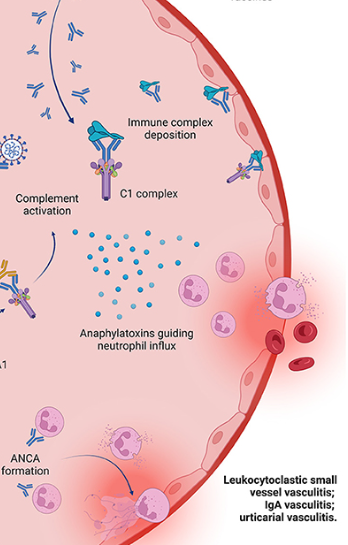 Immune complex
deposition
C1 complex
Complement
activation
Anaphylatoxins guiding
neutrophil influx
ANCA
formation
Leukocytoclastic small
vessel vasculitis;
IgA vasculitis;
urticarial vasculitis.